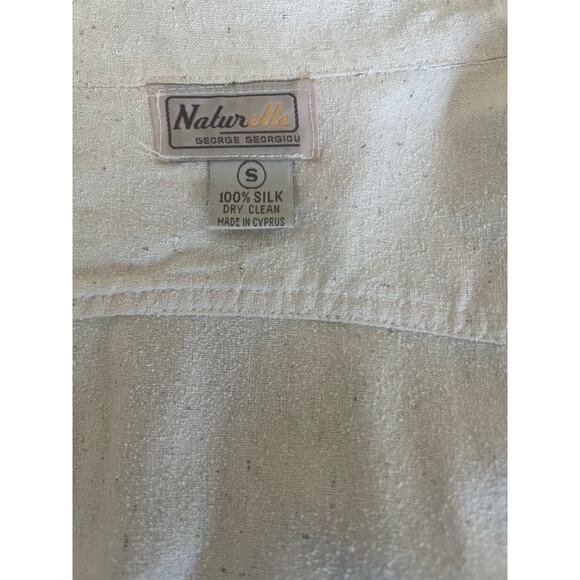 Naturelle
GEORGE GEORGIOU
S
100% SILK
DRY CLEAN
MADE IN CYPRUS